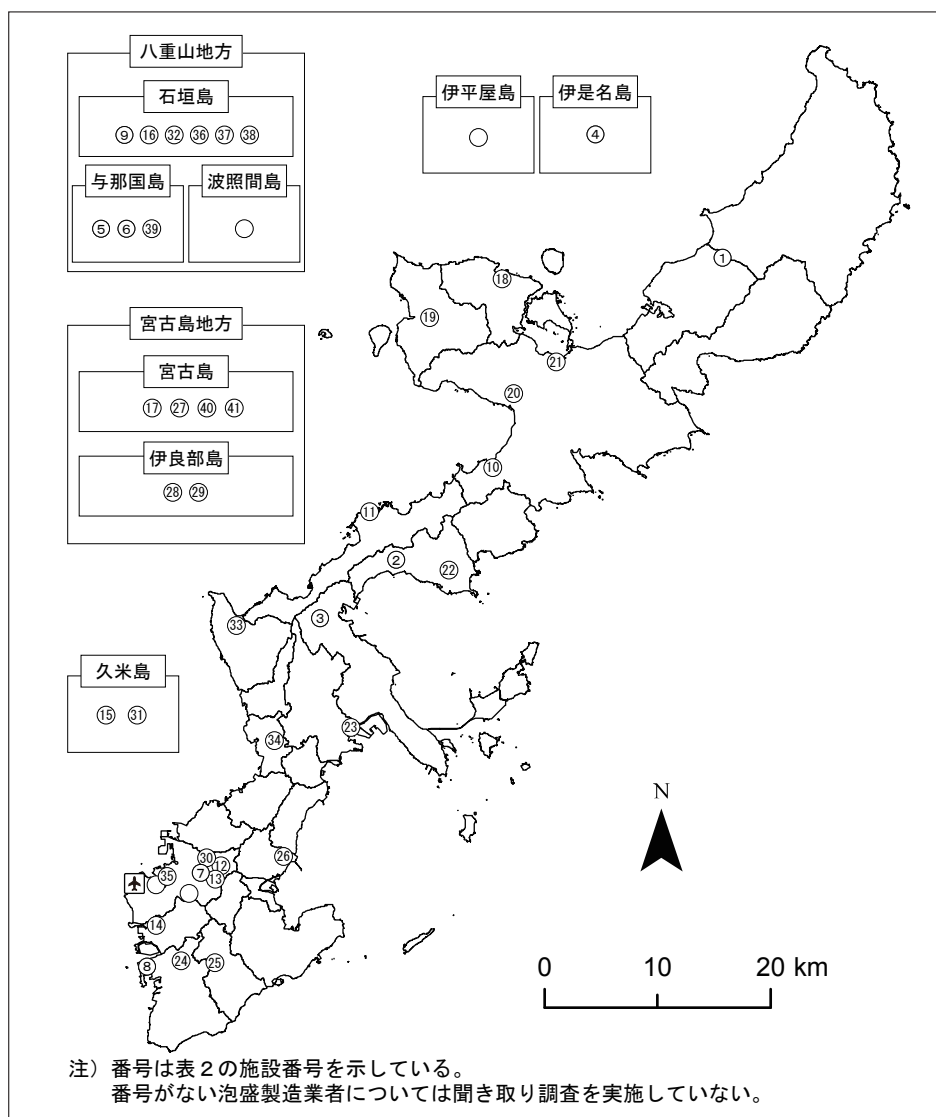 八重山地方
石垣島
⑨ ⑯ ㉜ ㊱ ㊲ ㊳
与那国島
⑤ ⑥ ㊴
波照間島
伊平屋島
伊是名島
④
宮古島地方
宮古島
⑰ ㉗ ㊵ ㊶
伊良部島
㉘ ㉙
久米島
⑮ ㉛
①
⑱
⑲
㉑
⑳
⑩
⑪
②
㉒
③
㉝
㉓
㉞
㉚
⑫
⑦
⑬
㉖
㉟
⑭
⑧
㉔
㉕
N
0 10 20 km
注）番号は表２の施設番号を示している。
番号がない泡盛製造業者については聞き取り調査を実施していない。